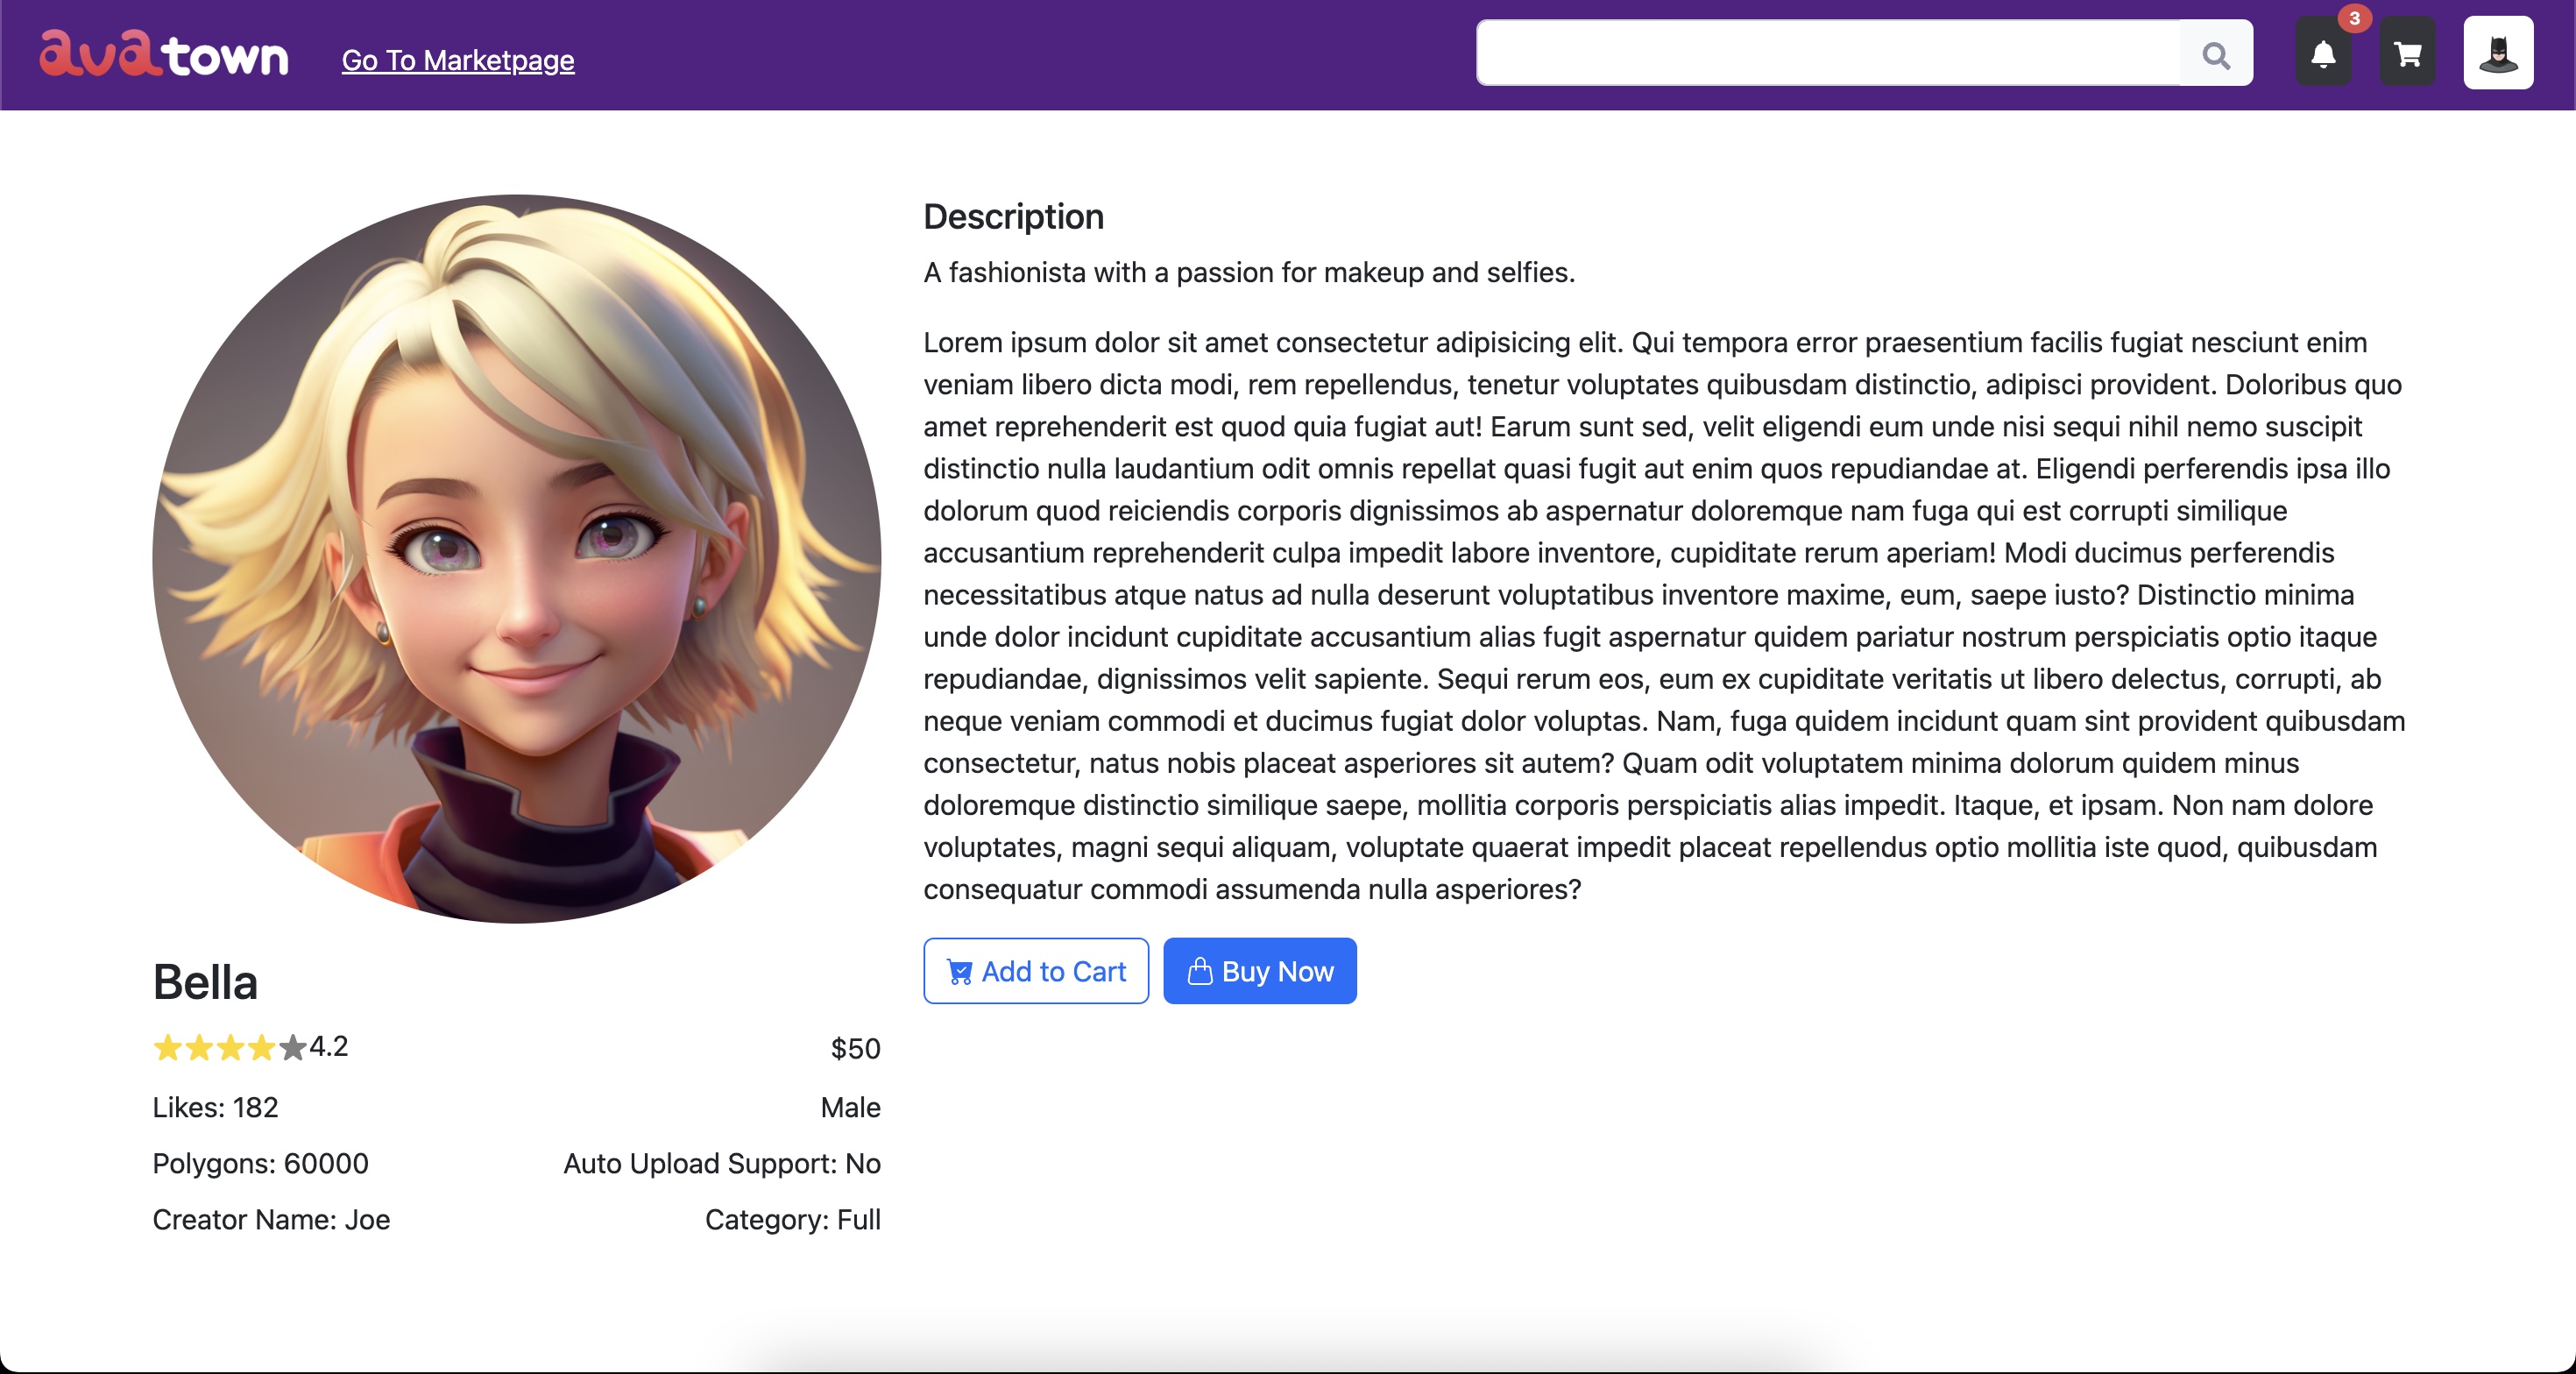 avatown
Go To Marketpage
3
Description
A fashionista with a passion for makeup and selfies.
Lorem ipsum dolor sit amet consectetur adipisicing elit. Qui tempora error praesentium facilis fugiat nesciunt enim
veniam libero dicta modi, rem repellendus, tenetur voluptates quibusdam distinctio, adipisci provident. Doloribus quo
amet reprehenderit est quod quia fugiat aut! Earum sunt sed, velit eligendi eum unde nisi sequi nihil nemo suscipit
distinctio nulla laudantium odit omnis repellat quasi fugit aut enim quos repudiandae at. Eligendi perferendis ipsa illo
dolorum quod reiciendis corporis dignissimos ab aspernatur doloremque nam fuga qui est corrupti similique
accusantium reprehenderit culpa impedit labore inventore, cupiditate rerum aperiam! Modi ducimus perferendis
necessitatibus atque natus ad nulla deserunt voluptatibus inventore maxime, eum, saepe iusto? Distinctio minima
unde dolor incidunt cupiditate accusantium alias fugit aspernatur quidem pariatur nostrum perspiciatis optio itaque
repudiandae, dignissimos velit sapiente. Sequi rerum eos, eum ex cupiditate veritatis ut libero delectus, corrupti, ab
neque veniam commodi et ducimus fugiat dolor voluptas. Nam, fuga quidem incidunt quam sint provident quibusdam
consectetur, natus nobis placeat asperiores sit autem? Quam odit voluptatem minima dolorum quidem minus
doloremque distinctio similique saepe, mollitia corporis perspiciatis alias impedit. Itaque, et ipsam. Non nam dolore
voluptates, magni sequi aliquam, voluptate quaerat impedit placeat repellendus optio mollitia iste quod, quibusdam
consequatur commodi assumenda nulla asperiores?
Add to Cart
Buy Now
Bella
4.2
$50
Likes: 182
Male
Polygons: 60000
Auto Upload Support: No
Creator Name: Joe
Category: Full